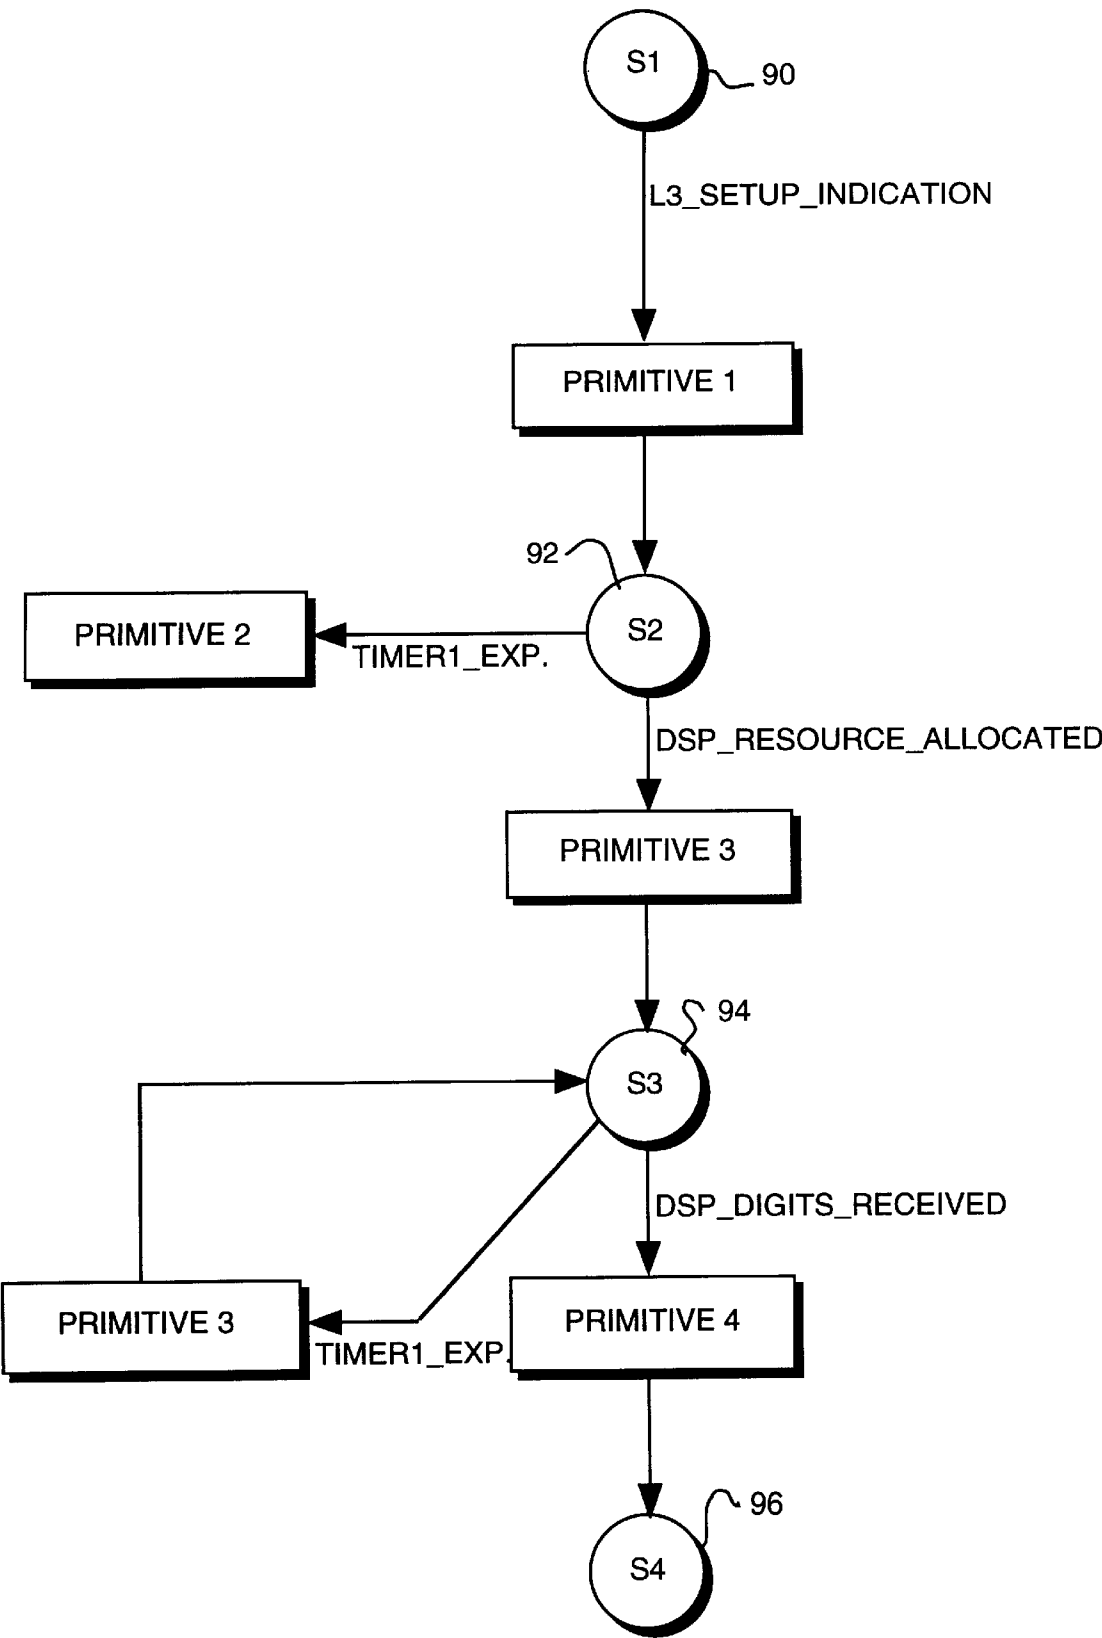 S1
90
L3_SETUP_INDICATION
PRIMITIVE 1
92
S2
PRIMITIVE 2
TIMER1_EXP.
DSP_RESOURCE_ALLOCATED
PRIMITIVE 3
94
S3
DSP_DIGITS_RECEIVED
PRIMITIVE 3
TIMER1_EXP.
PRIMITIVE 4
96
S4